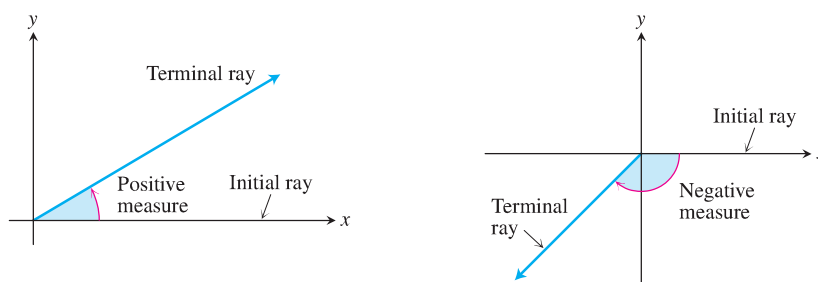 y
Terminal ray
Positive
measure
Initial ray
x
y
Initial ray
Negative
measure
Terminal
ray